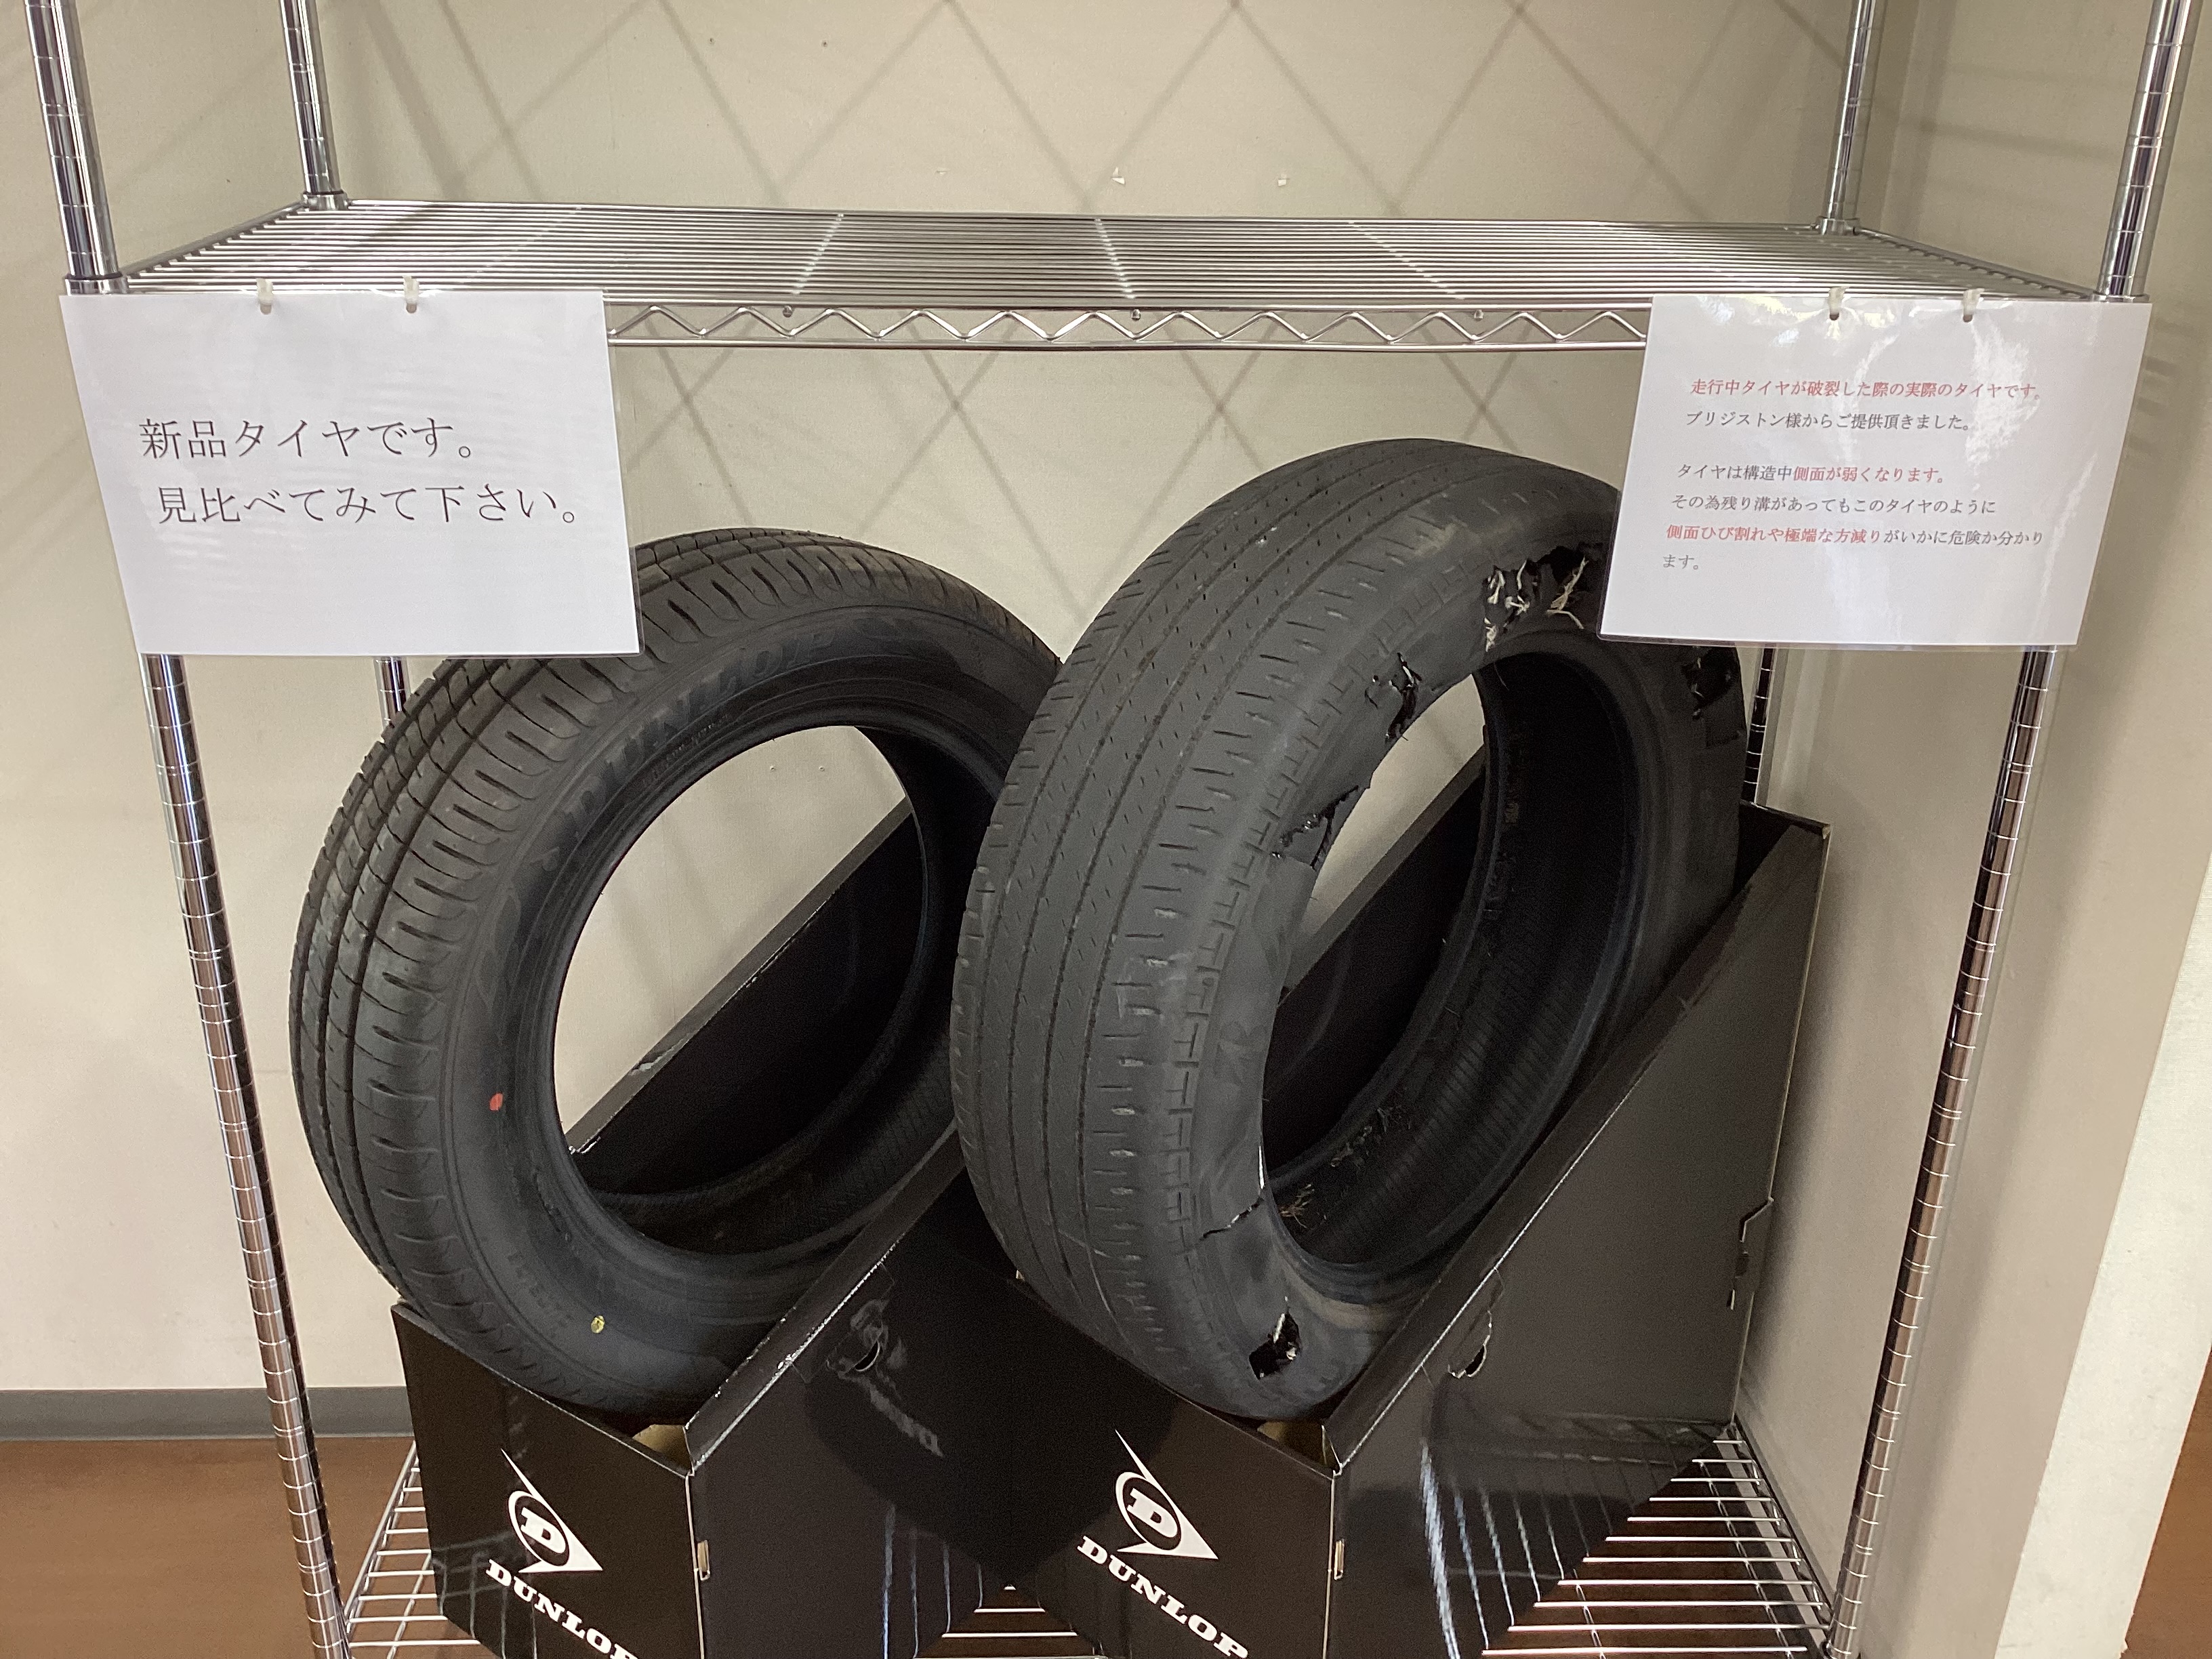 新品タイヤです。
見比べてみて下さい。
走行中タイヤが破裂した際の実際のタイヤです。
ブリジストン様からご提供頂きました。
タイヤは構造中側面が弱くなります。
その為残り溝があってもこのタイヤのように
側面ひび割れや極端な方減りがいかに危険か分かり
ます。
DUNLOP
D
DUNLOP
D
DUNLOP